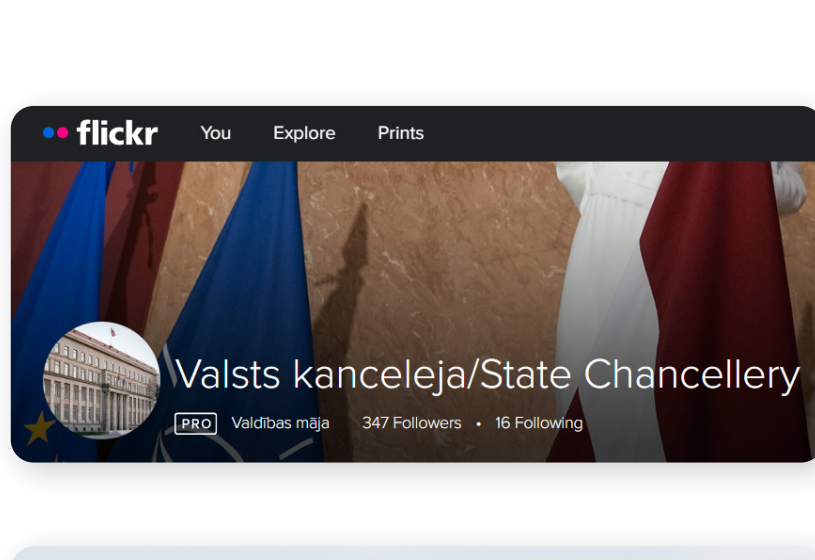 flickr You Explore Prints
Valsts kanceleja/State Chancellery
PRO Valdības māja 347 Followers • 16 Following